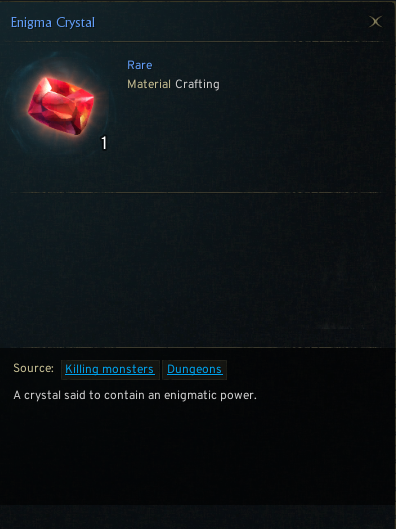 Enigma Crystal
Rare
Material Crafting
1
Source: Killing monsters Dungeons
A crystal said to contain an enigmatic power.